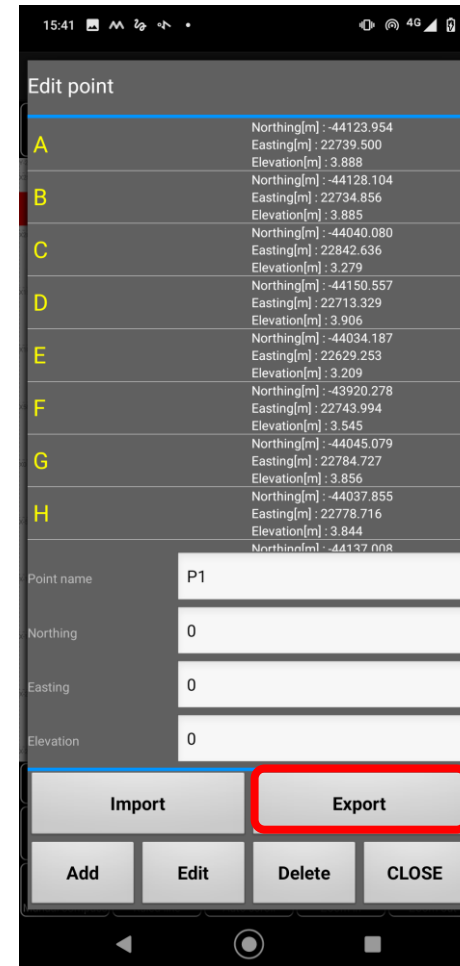 15:41
4G
Edit point
A
Northing[m] : -44123.954
Easting[m] : 22739.500
Elevation[m] : 3.888
B
Northing[m] : -44128.104
Easting[m] : 22734.856
Elevation[m] : 3.885
C
Northing[m] : -44040.080
Easting[m] : 22842.636
Elevation[m] : 3.279
D
Northing[m] : -44150.557
Easting[m] : 22713.329
Elevation[m] : 3.906
E
Northing[m] : -44034.187
Easting[m] : 22629.253
Elevation[m] : 3.209
F
Northing[m] : -43920.278
Easting[m] : 22743.994
Elevation[m] : 3.545
G
Northing[m] : -44045.079
Easting[m] : 22784.727
Elevation[m] : 3.856
H
Northing[m] : -44037.855
Easting[m] : 22778.716
Elevation[m] : 3.844
Northing[m] : -44137.008
Point name
P1
Northing
0
Easting
0
Elevation
0
Import
Export
Add
Edit
Delete
CLOSE